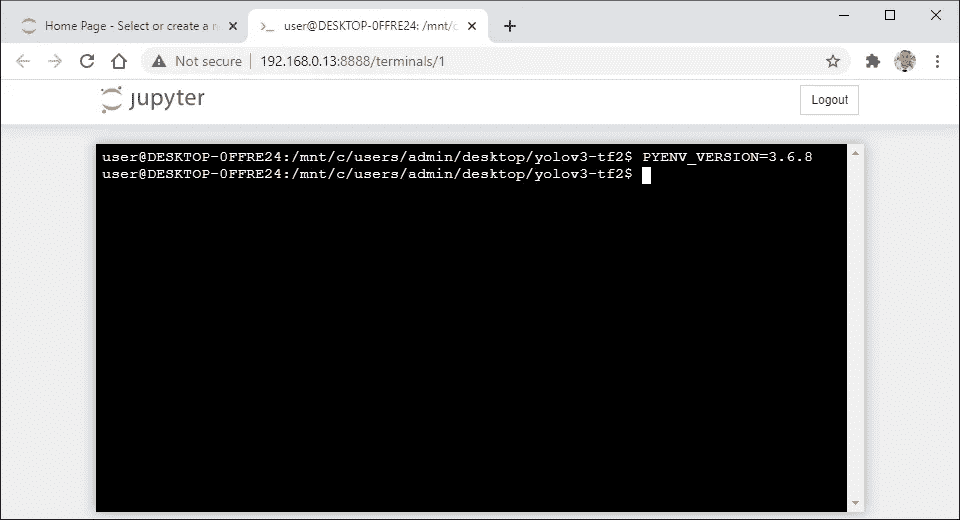 Home Page - Select or create a n
user@DESKTOP-0FFRE24: /mnt/c
Not secure | 192.168.0.13:8888/terminals/1
jupyter
Logout
user@DESKTOP-0FFRE24:/mnt/c/users/admin/desktop/yolov3-tf2$ PYENV_VERSION=3.6.8
user@DESKTOP-0FFRE24:/mnt/c/users/admin/desktop/yolov3-tf2$